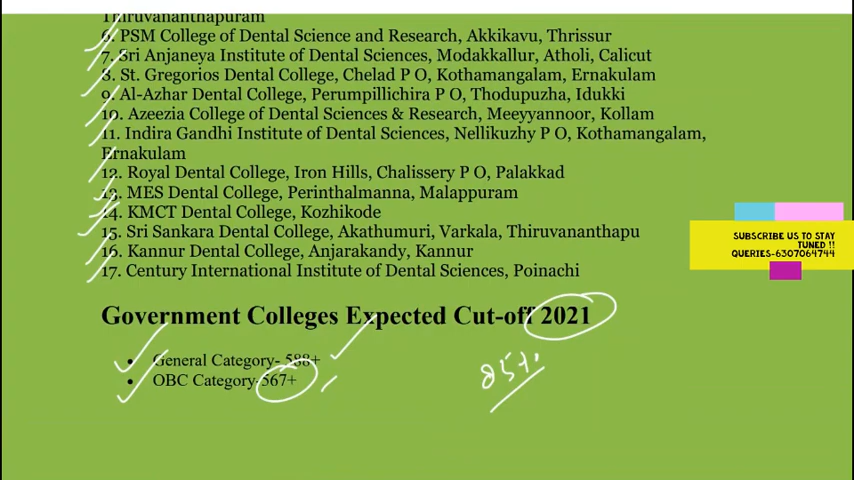 Thiruvananthapuram
6. PSM College of Dental Science and Research, Akkikavu, Thrissur
7. Sri Anjaneya Institute of Dental Sciences, Modakkallur, Atholi, Calicut
8. St. Gregorios Dental College, Chelad P O, Kothamangalam, Ernakulam
9. Al-Azhar Dental College, Perumpillichira P O, Thodupuzha, Idukki
10. Azeezia College of Dental Sciences & Research, Meeyyannoor, Kollam
11. Indira Gandhi Institute of Dental Sciences, Nellikuzhy P O, Kothamangalam,
Ernakulam
12. Royal Dental College, Iron Hills, Chalissery P O, Palakkad
13. MES Dental College, Perinthalmanna, Malappuram
14. KMCT Dental College, Kozhikode
15. Sri Sankara Dental College, Akathumuri, Varkala, Thiruvananthapu
16. Kannur Dental College, Anjarakandy, Kannur
17. Century International Institute of Dental Sciences, Poinachi
SUBSCRIBE US TO STAY
TUNED !!
QUERIES-6307064744
Government Colleges Expected Cut-off 2021
• General Category- 588+
• OBC Category-567+
85%